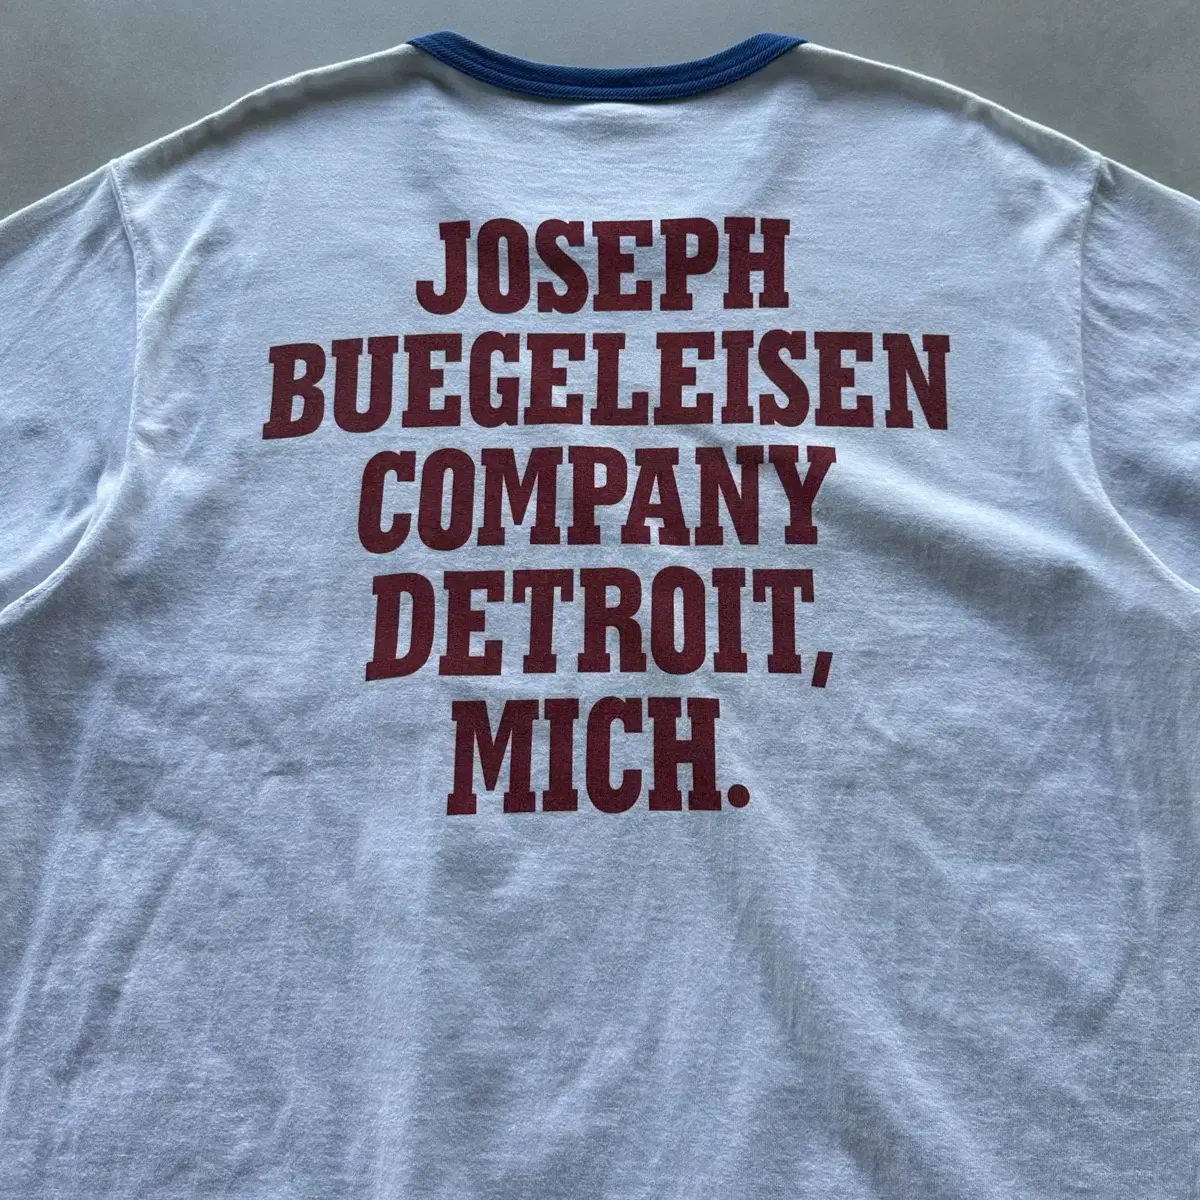 JOSEPH
BUEGELEISEN
COMPANY
DETROIT,
MICH.